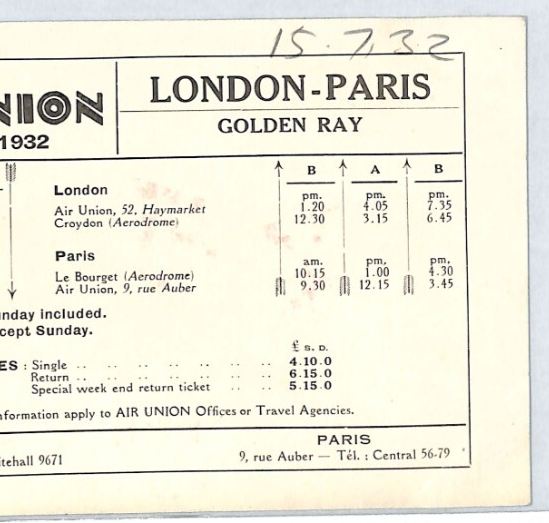 15.7.32
NION
LONDON-PARIS
1932
GOLDEN RAY
B A B
London pm. pm. pm.
Air Union, 52, Haymarket 1.20 4.05 7.35
Croydon (Aerodrome) 12.30 3.15 6.45
Paris am. pm, pm,
Le Bourget (Aerodrome) 10.15 1.00 4.30
Air Union, 9, rue Auber 9.30 12.15 3.45
nday included.
cept Sunday.
£ s. D.
ES : Single .. .. .. .. .. .. .. 4.10.0
Return .. .. .. .. .. .. .. 6.15.0
Special week end return ticket .. .. 5.15.0
nformation apply to AIR UNION Offices or Travel Agencies.
PARIS
itehall 9671 9, rue Auber — Tél. : Central 56-79